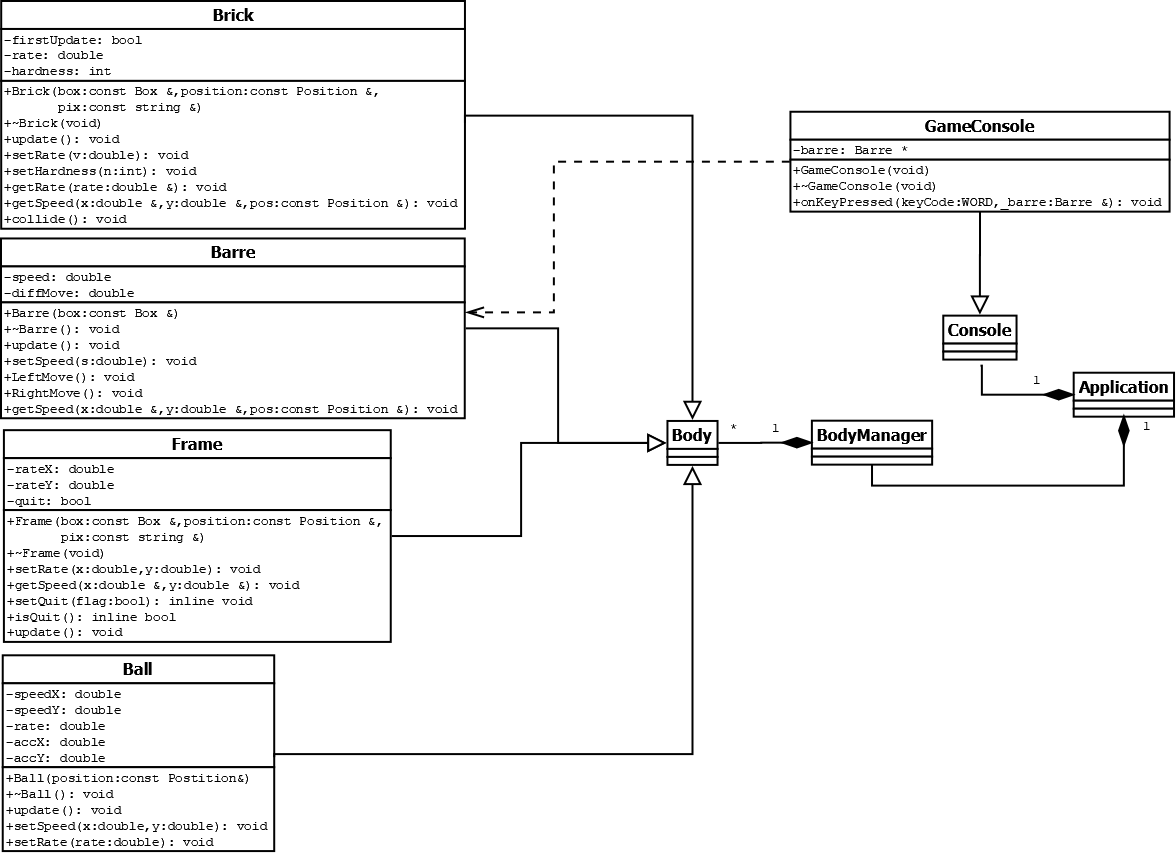 Brick
-firstUpdate: bool
-rate: double
-hardness: int
+Brick(box:const Box &,position:const Position &,
pix:const string &)
+~Brick(void)
+update(): void
+setRate(v:double): void
+setHardness(n:int): void
+getRate(rate:double &): void
+getSpeed(x:double &,y:double &,pos:const Position &): void
+collide(): void
Barre
-speed: double
-diffMove: double
+Barre(box:const Box &)
+~Barre(): void
+update(): void
+setSpeed(s:double): void
+LeftMove(): void
+RightMove(): void
+getSpeed(x:double &,y:double &,pos:const Position &): void
Frame
-rateX: double
-rateY: double
-quit: bool
+Frame(box:const Box &,position:const Position &,
pix:const string &)
+~Frame(void)
+setRate(x:double,y:double): void
+getSpeed(x:double &,y:double &): void
+setQuit(flag:bool): inline void
+isQuit(): inline bool
+update(): void
Ball
-speedX: double
-speedY: double
-rate: double
-accX: double
-accY: double
+Ball(position:const Postition&)
+~Ball(): void
+update(): void
+setSpeed(x:double,y:double): void
+setRate(rate:double): void
GameConsole
-barre: Barre *
+GameConsole(void)
+~GameConsole(void)
+onKeyPressed(keyCode:WORD,_barre:Barre &): void
Console
1
Application
1
Body
*
1
BodyManager